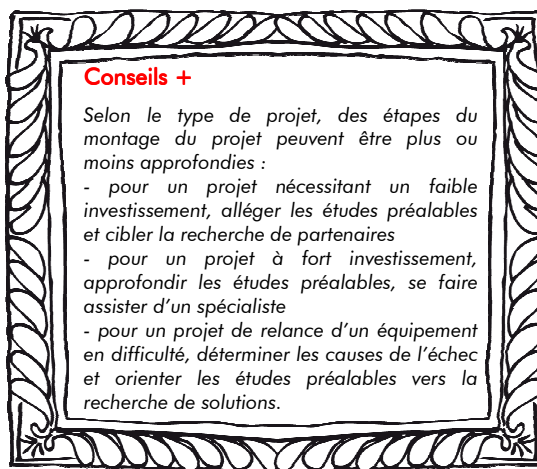 Conseils +
Selon le type de projet, des étapes du
montage du projet peuvent être plus ou
moins approfondies :
- pour un projet nécessitant un faible
investissement, alléger les études préalables
et cibler la recherche de partenaires
- pour un projet à fort investissement,
approfondir les études préalables, se faire
assister d'un spécialiste
- pour un projet de relance d'un équipement
en difficulté, déterminer les causes de l'échec
et orienter les études préalables vers la
recherche de solutions.